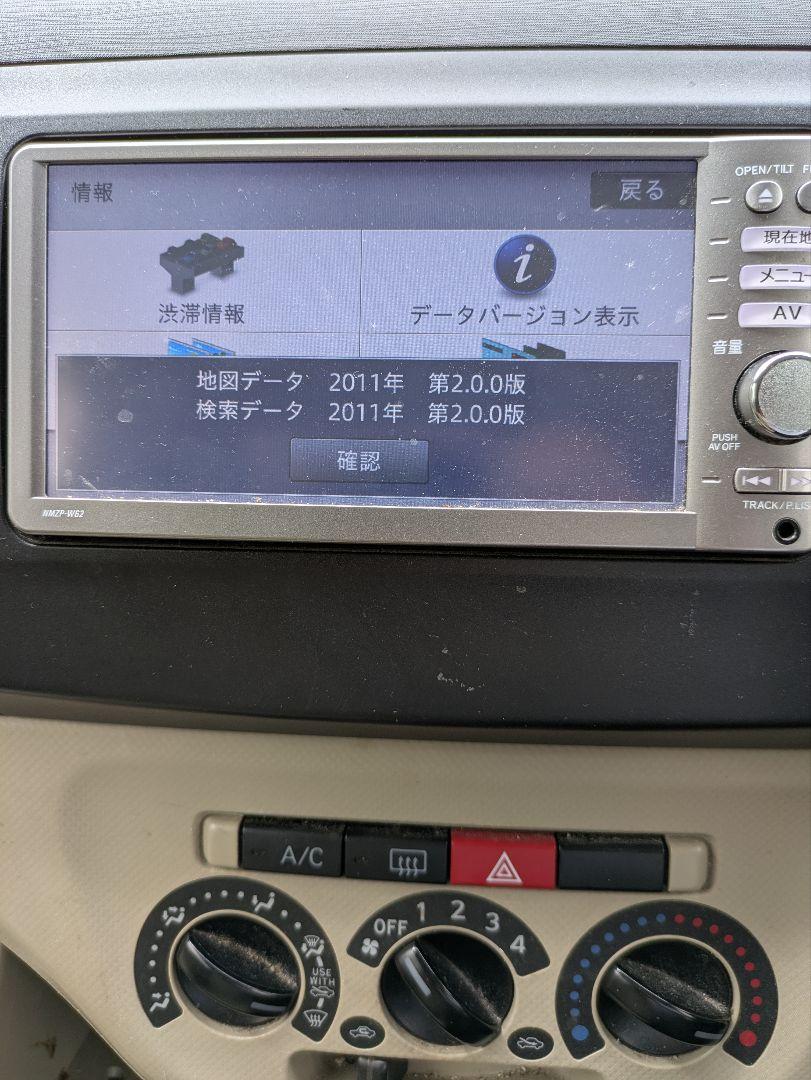 情報
戻る
渋滞情報
データバージョン表示
地図データ 2011年 第2.0.0版
検索データ 2011年 第2.0.0版
確認
NMZP-W62
OPEN/TILT
現在地
メニュー
AV
音量
PUSH
AV OFF
TRACK/P.LIS
A/C
OFF 1 2 3 4
USE
WITH